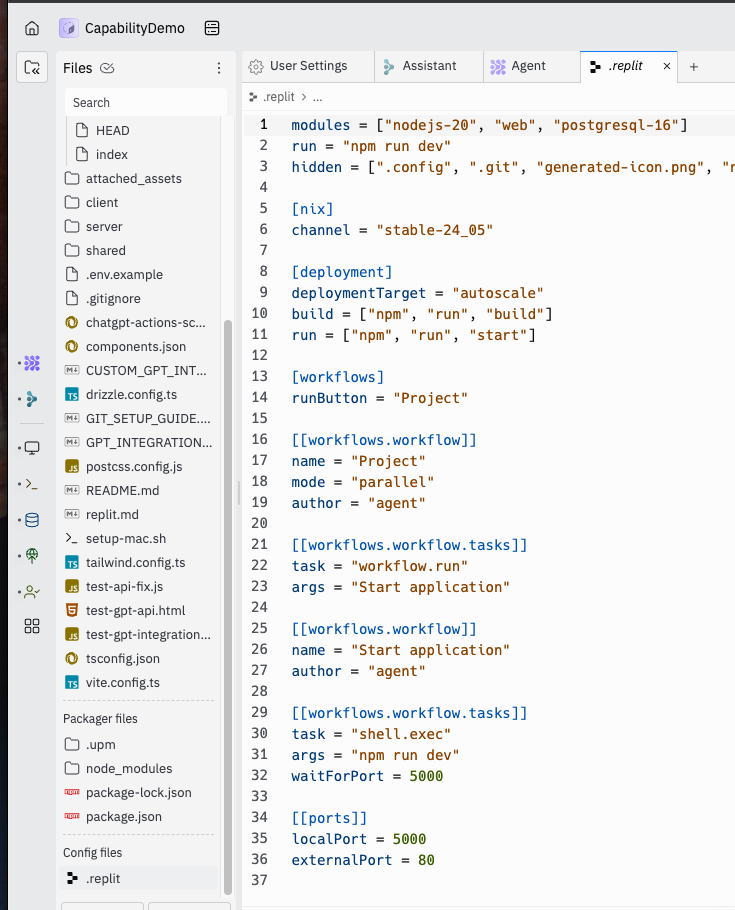 CapabilityDemo
Files
Search
HEAD
index
attached_assets
client
server
shared
.env.example
.gitignore
chatgpt-actions-sc...
components.json
CUSTOM_GPT_INT...
drizzle.config.ts
GIT_SETUP_GUIDE....
GPT_INTEGRATION...
postcss.config.js
README.md
replit.md
setup-mac.sh
tailwind.config.ts
test-api-fix.js
test-gpt-api.html
test-gpt-integration...
tsconfig.json
vite.config.ts
Packager files
.upm
node_modules
package-lock.json
package.json
Config files
.replit
User Settings
Assistant
Agent
.replit
.replit > ...
1 modules = ["nodejs-20", "web", "postgresql-16"]
2 run = "npm run dev"
3 hidden = [".config", ".git", "generated-icon.png", "
4
5 [nix]
6 channel = "stable-24_05"
7
8 [deployment]
9 deploymentTarget = "autoscale"
10 build = ["npm", "run", "build"]
11 run = ["npm", "run", "start"]
12
13 [workflows]
14 runButton = "Project"
15
16 [[workflows.workflow]]
17 name = "Project"
18 mode = "parallel"
19 author = "agent"
20
21 [[workflows.workflow.tasks]]
22 task = "workflow.run"
23 args = "Start application"
24
25 [[workflows.workflow]]
26 name = "Start application"
27 author = "agent"
28
29 [[workflows.workflow.tasks]]
30 task = "shell.exec"
31 args = "npm run dev"
32 waitForPort = 5000
33
34 [[ports]]
35 localPort = 5000
36 externalPort = 80
37